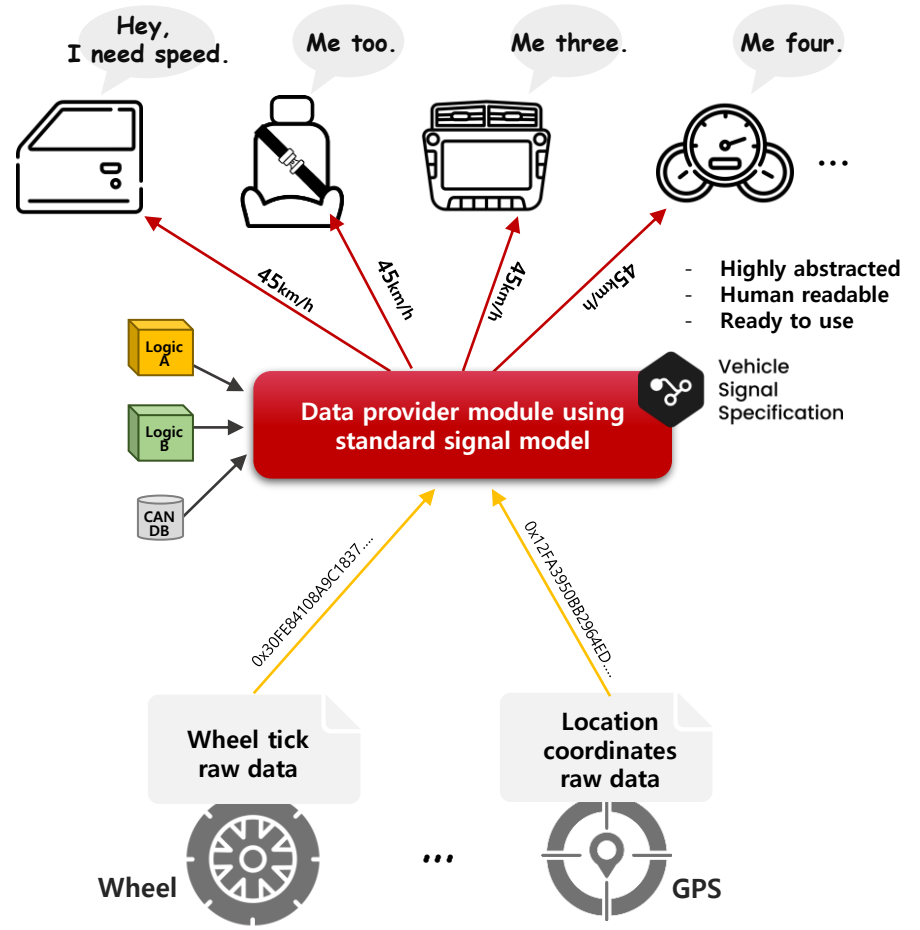 Hey,
I need speed.
Me too.
Me three.
Me four.
...
45km/h
45km/h
45km/h
45km/h
- Highly abstracted
- Human readable
- Ready to use
Logic
A
Logic
B
CAN
DB
Data provider module using
standard signal model
Vehicle
Signal
Specification
0x30FE84108A9C1837....
0x12FA3950BB2964ED....
Wheel tick
raw data
Location
coordinates
raw data
Wheel
...
GPS